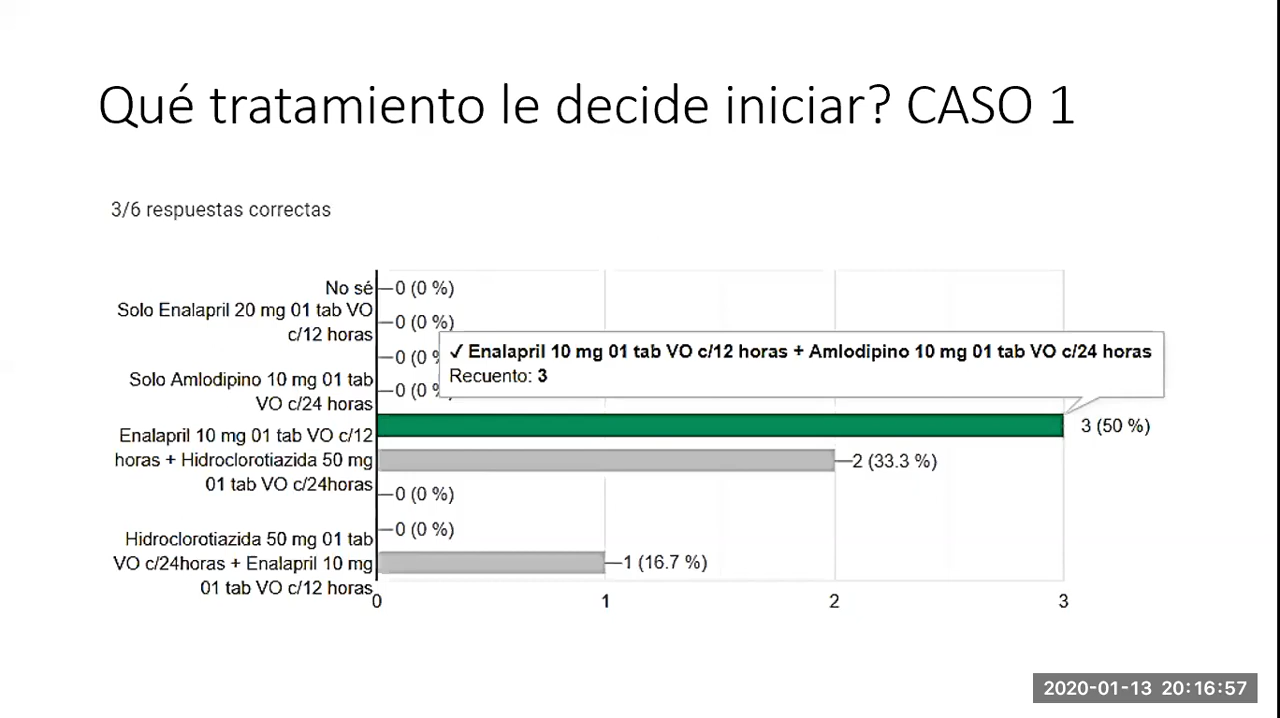 Qué tratamiento le decide iniciar? CASO 1
3/6 respuestas correctas
No sé
0 (0 %)
Solo Enalapril 20 mg 01 tab VO
c/12 horas
0 (0 %)
✓ Enalapril 10 mg 01 tab VO c/12 horas + Amlodipino 10 mg 01 tab VO c/24 horas
Recuento: 3
0 (0 %
Solo Amlodipino 10 mg 01 tab
VO c/24 horas
0 (0 %
3 (50 %)
Enalapril 10 mg 01 tab VO c/12
horas + Hidroclorotiazida 50 mg
01 tab VO c/24horas
2 (33.3 %)
0 (0 %)
0 (0 %)
Hidroclorotiazida 50 mg 01 tab
VO c/24horas + Enalapril 10 mg
01 tab VO c/12 horas
1 (16.7 %)
0 1 2 3
2020-01-13 20:16:57